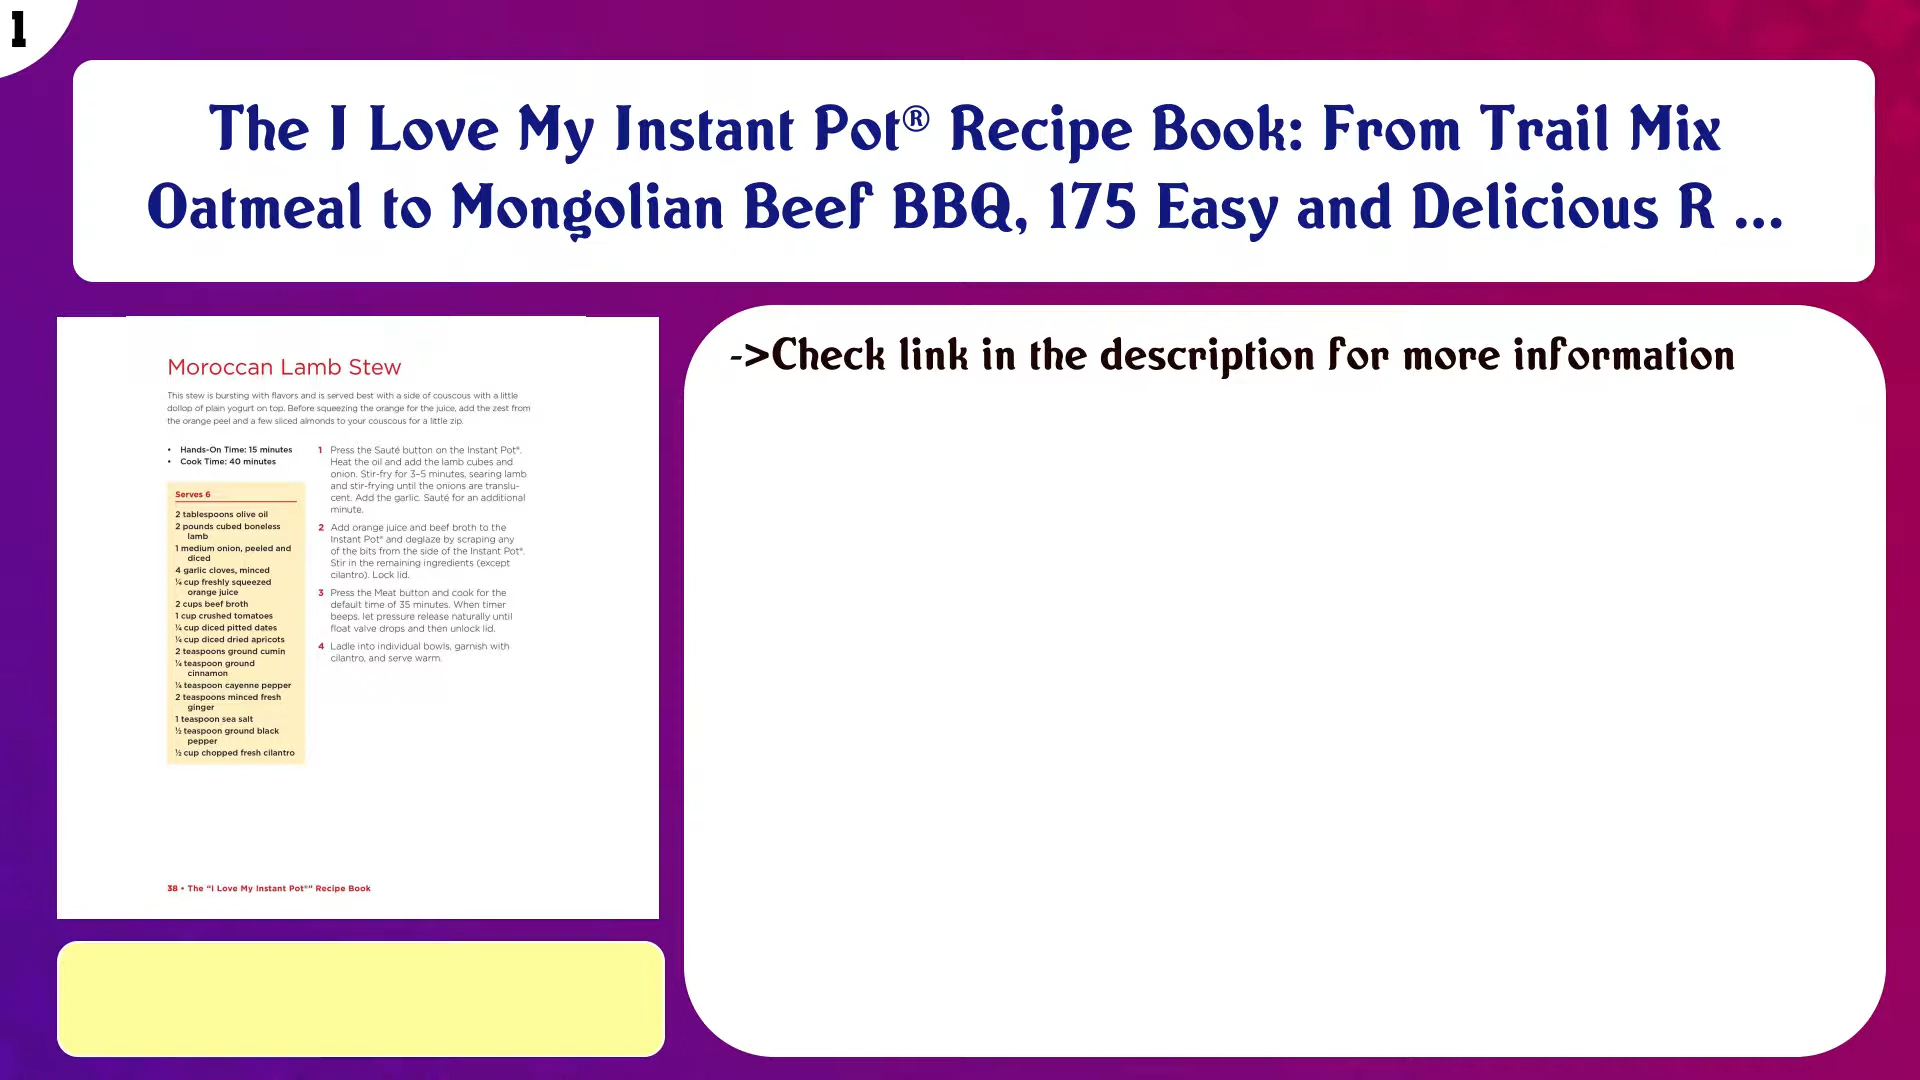 1
The I Love My Instant Pot® Recipe Book: From Trail Mix
Oatmeal to Mongolian Beef BBQ, 175 Easy and Delicious R ...
Moroccan Lamb Stew
This stew is bursting with flavors and is served best with a side of couscous with a little
dollop of plain yogurt on top. Before squeezing the orange for the juice, add the zest from
the orange peel and a few sliced almonds to your couscous for a little zip.
• Hands-On Time: 15 minutes
• Cook Time: 40 minutes
Serves 6
2 tablespoons olive oil
2 pounds cubed boneless
lamb
1 medium onion, peeled and
diced
4 garlic cloves, minced
¼ cup freshly squeezed
orange juice
2 cups beef broth
1 cup crushed tomatoes
¼ cup diced pitted dates
¼ cup diced dried apricots
2 teaspoons ground cumin
¼ teaspoon ground
cinnamon
¼ teaspoon cayenne pepper
2 teaspoons minced fresh
ginger
1 teaspoon sea salt
½ teaspoon ground black
pepper
½ cup chopped fresh cilantro
1 Press the Sauté button on the Instant Pot®.
Heat the oil and add the lamb cubes and
onion. Stir-fry for 3–5 minutes, searing lamb
and stir-frying until the onions are translu-
cent. Add the garlic. Sauté for an additional
minute.
2 Add orange juice and beef broth to the
Instant Pot® and deglaze by scraping any
of the bits from the side of the Instant Pot®.
Stir in the remaining ingredients (except
cilantro). Lock lid.
3 Press the Meat button and cook for the
default time of 35 minutes. When timer
beeps, let pressure release naturally until
float valve drops and then unlock lid.
4 Ladle into individual bowls, garnish with
cilantro, and serve warm.
38 • The “I Love My Instant Pot®” Recipe Book
->Check link in the description for more information